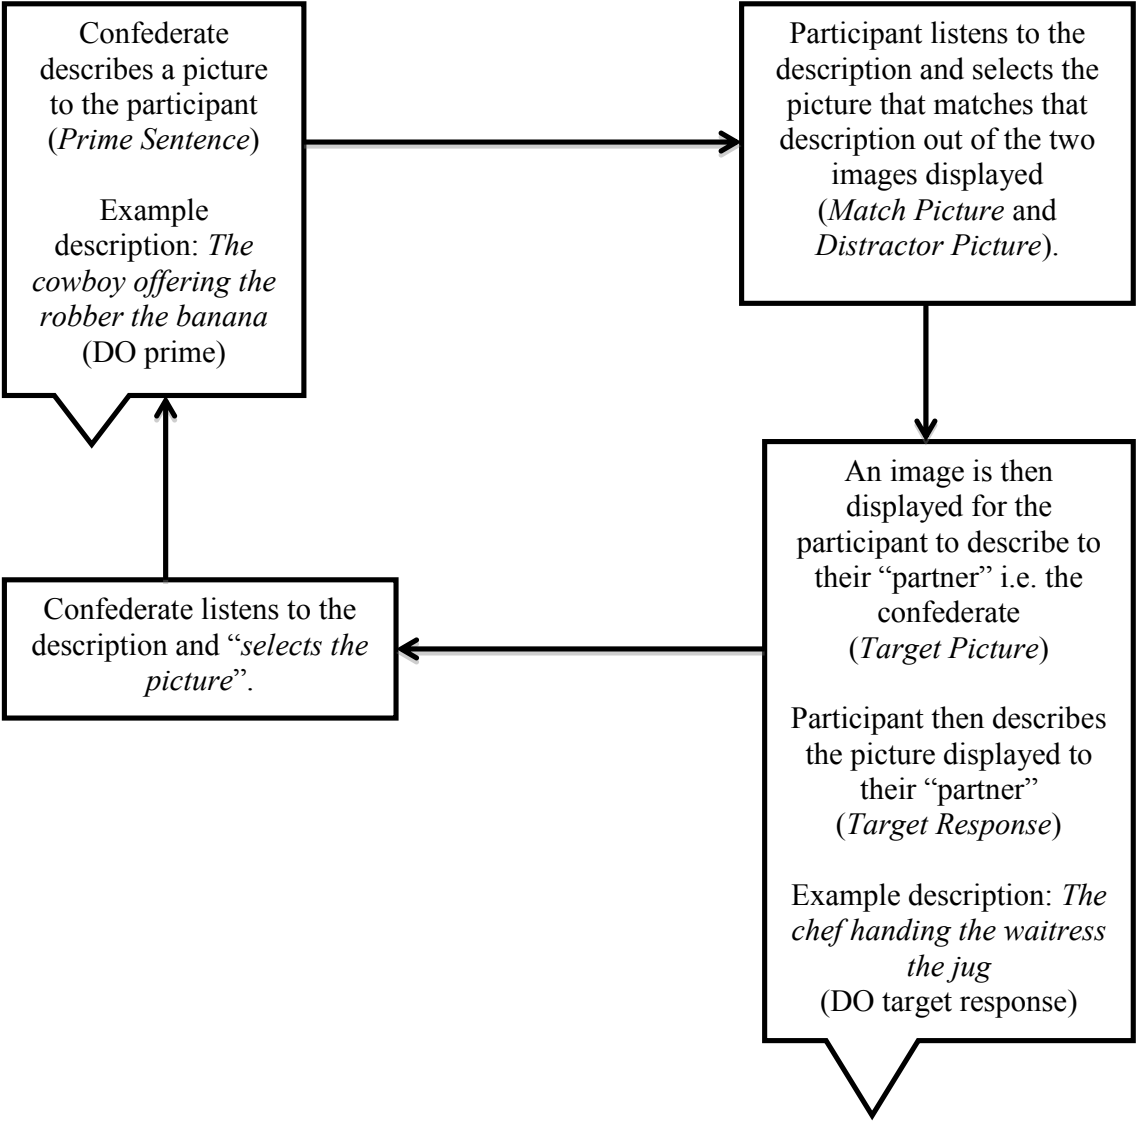 Confederate
describes a picture
to the participant
(Prime Sentence)
Example
description: The
cowboy offering the
robber the banana
(DO prime)
Participant listens to the
description and selects the
picture that matches that
description out of the two
images displayed
(Match Picture and
Distractor Picture).
An image is then
displayed for the
participant to describe to
their “partner” i.e. the
confederate
(Target Picture)
Participant then describes
the picture displayed to
their “partner”
(Target Response)
Example description: The
chef handing the waitress
the jug
(DO target response)
Confederate listens to the
description and “selects the
picture”.